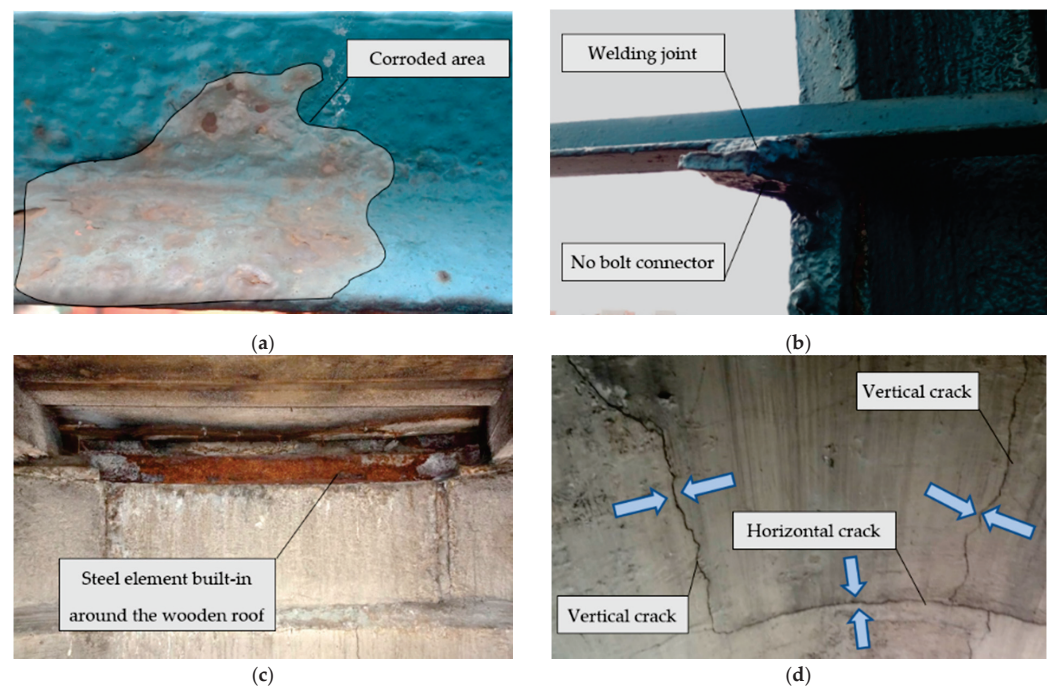 Corroded area
Welding joint
No bolt connector
(a)
(b)
Steel element built-in
around the wooden roof
Vertical crack
Horizontal crack
Vertical crack
(c)
(d)